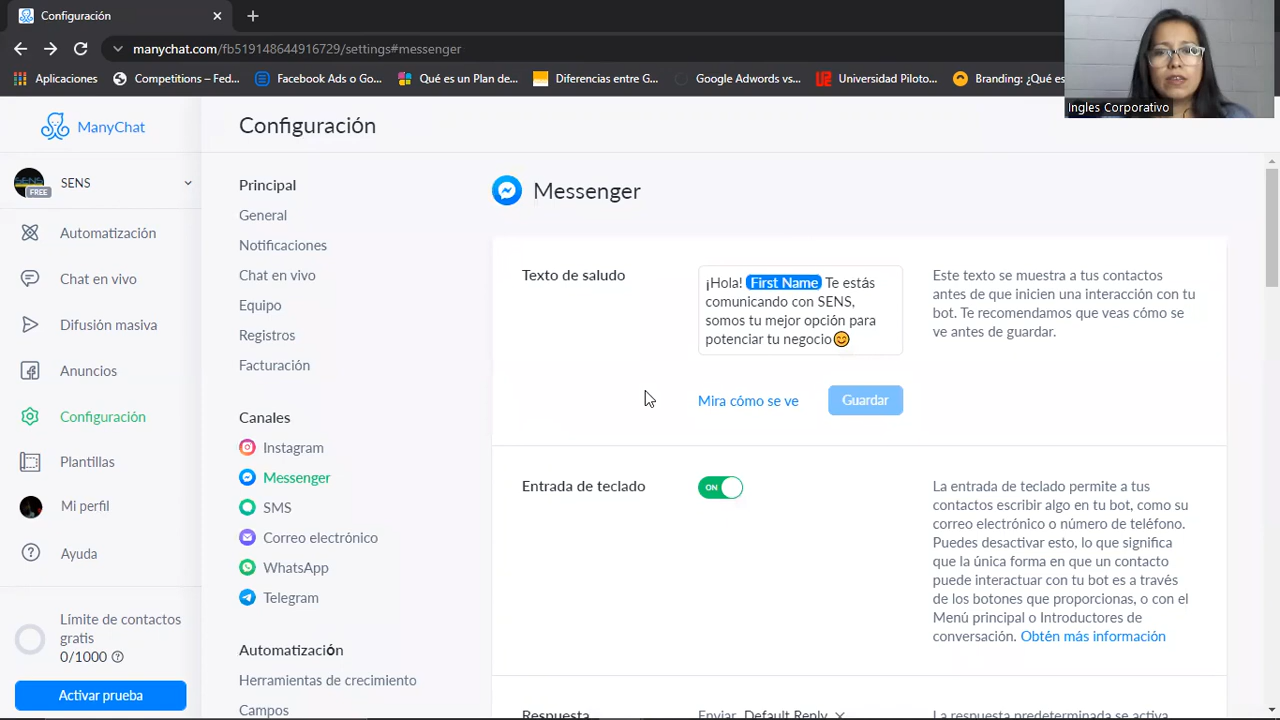 Configuración
manychat.com/fb519148644916729/settings#messenger
Aplicaciones
Competitions – Fed...
Facebook Ads o Go...
Qué es un Plan de...
Diferencias entre G...
Google Adwords vs...
Universidad Piloto...
Branding: ¿Qué es
Ingles Corporativo
ManyChat
SENS
FREE
Automatización
Chat en vivo
Difusión masiva
Anuncios
Configuración
Plantillas
Mi perfil
Ayuda
Límite de contactos
gratis
0/1000
Activar prueba
Configuración
Principal
General
Notificaciones
Chat en vivo
Equipo
Registros
Facturación
Canales
Instagram
Messenger
SMS
Correo electrónico
WhatsApp
Telegram
Automatización
Herramientas de crecimiento
Campos
Messenger
Texto de saludo
¡Hola! First Name Te estás
comunicando con SENS,
somos tu mejor opción para
potenciar tu negocio😊
Mira cómo se ve
Guardar
Este texto se muestra a tus contactos
antes de que inicien una interacción con tu
bot. Te recomendamos que veas cómo se
ve antes de guardar.
Entrada de teclado
ON
La entrada de teclado permite a tus
contactos escribir algo en tu bot, como su
correo electrónico o número de teléfono.
Puedes desactivar esto, lo que significa
que la única forma en que un contacto
puede interactuar con tu bot es a través
de los botones que proporcionas, o con el
Menú principal o Introductores de
conversación. Obtén más información
Respuesta
Enviar Default Reply
La respuesta predeterminada se activa